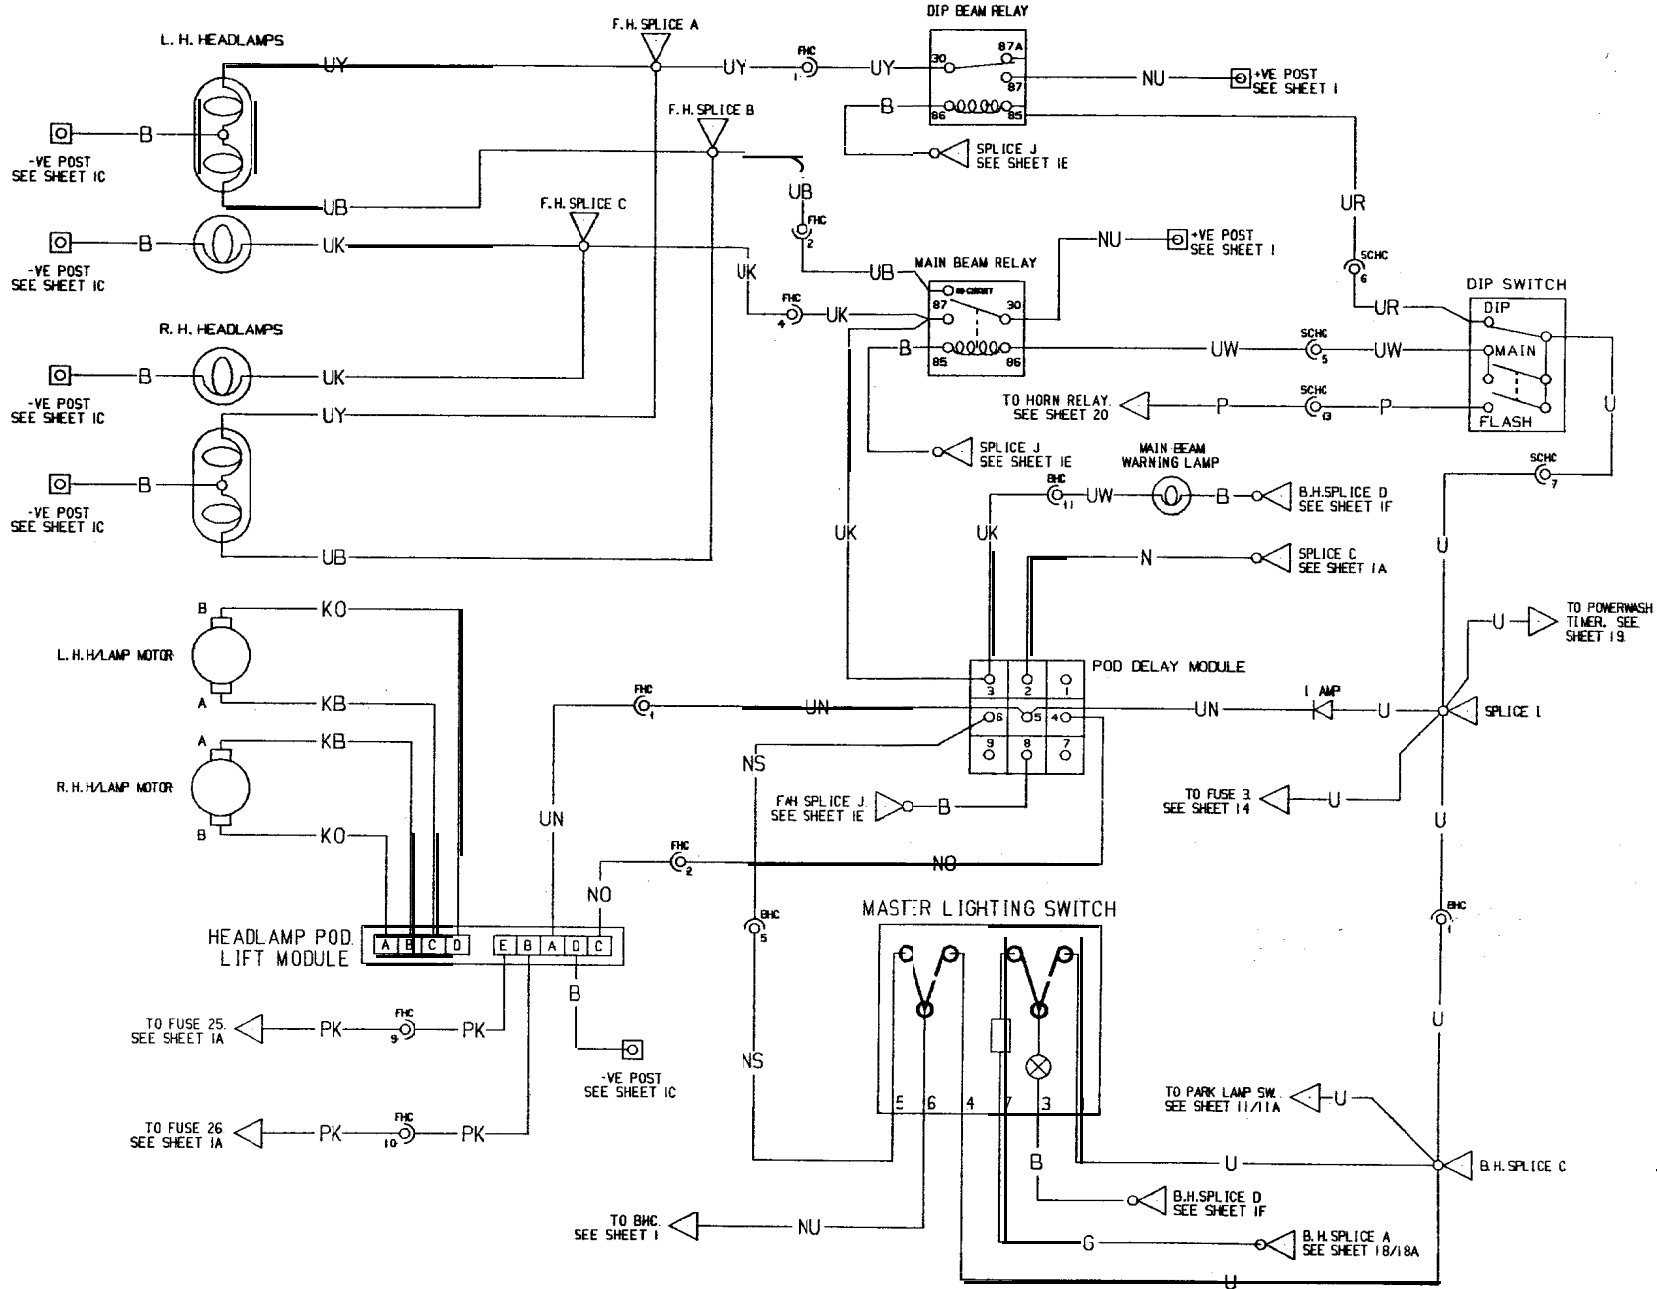 DIP BEAM RELAY
F.H. SPLICE A
L.H. HEADLAMPS
87A
30
87
86
85
FHC
1
UY
UY
UY
NU
+VE POST
SEE SHEET 1
B
F.H. SPLICE B
B
-VE POST
SEE SHEET 1C
SPLICE J
SEE SHEET 1E
UB
UB
FHC
2
UR
F.H. SPLICE C
B
UK
-VE POST
SEE SHEET 1C
UK
UB
NU
+VE POST
SEE SHEET 1
SCHC
6
MAIN BEAM RELAY
87
30
85
86
DIP SWITCH
DIP
MAIN
FLASH
UR
FHC
4
UK
R.H. HEADLAMPS
B
UW
SCHC
5
UW
B
UK
-VE POST
SEE SHEET 1C
TO HORN RELAY.
SEE SHEET 20
P
SCHC
13
P
U
UY
SPLICE J
SEE SHEET 1E
MAIN BEAM
WARNING LAMP
SCHC
7
B
-VE POST
SEE SHEET 1C
BHC
11
UW
B
B.H.SPLICE D
SEE SHEET 1F
UK
UK
U
UB
N
SPLICE C
SEE SHEET 1A
B
KO
TO POWERWASH
TIMER. SEE
SHEET 19.
U
L.H.H/LAMP MOTOR
A
KB
POD DELAY MODULE
3
2
1
6
5
4
9
8
7
FHC
1
UN
UN
1 AMP
U
SPLICE I
A
KB
R.H.H/LAMP MOTOR
B
KO
NS
TO FUSE 3.
SEE SHEET 14
U
F/H SPLICE J.
SEE SHEET 1E
B
UN
U
FHC
2
NO
NO
HEADLAMP POD.
LIFT MODULE
A
B
C
D
E
B
A
D
C
BHC
5
MASTER LIGHTING SWITCH
BHC
1
B
TO FUSE 25.
SEE SHEET 1A
PK
FHC
9
PK
-VE POST
SEE SHEET 1C
NS
U
5
6
4
7
3
TO FUSE 26
SEE SHEET 1A
PK
FHC
10
PK
TO PARK LAMP SW.
SEE SHEET 11/11A
U
B
U
B.H.SPLICE C
B.H.SPLICE D
SEE SHEET 1F
TO BHC.
SEE SHEET 1
NU
G
B.H.SPLICE A
SEE SHEET 18/18A
U